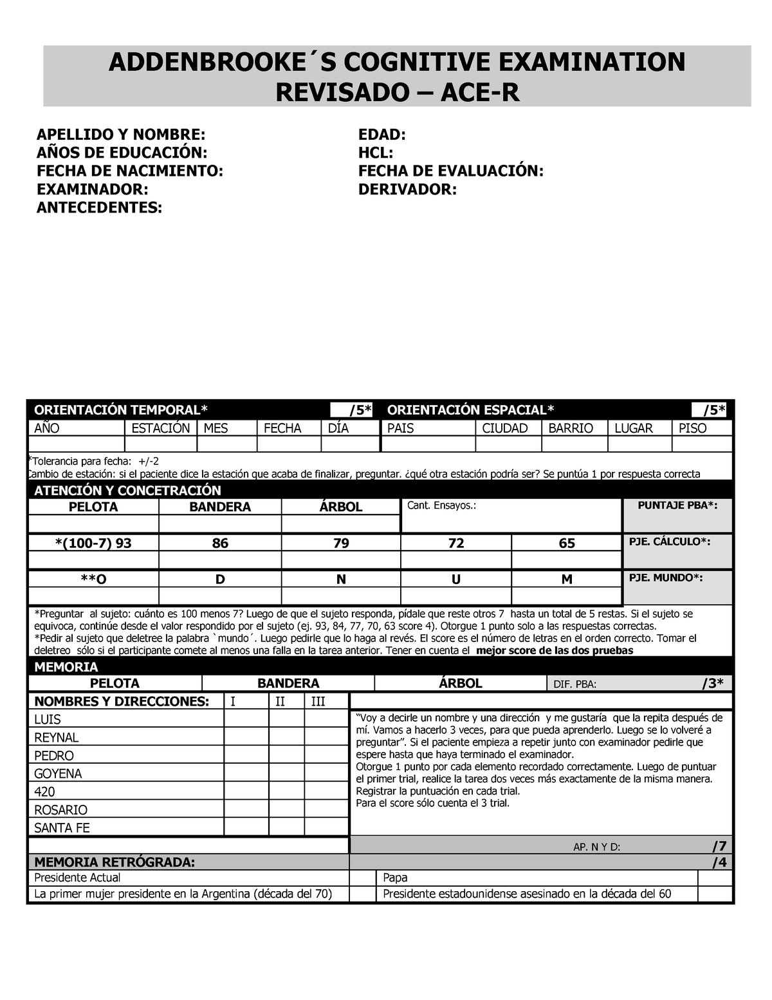 ADDENBROOKE´S COGNITIVE EXAMINATION
REVISADO – ACE-R
APELLIDO Y NOMBRE: EDAD:
AÑOS DE EDUCACIÓN: HCL:
FECHA DE NACIMIENTO: FECHA DE EVALUACIÓN:
EXAMINADOR: DERIVADOR:
ANTECEDENTES:
ORIENTACIÓN TEMPORAL* /5* ORIENTACIÓN ESPACIAL* /5*
AÑO ESTACIÓN MES FECHA DÍA PAIS CIUDAD BARRIO LUGAR PISO
*Tolerancia para fecha: +/-2
Cambio de estación: si el paciente dice la estación que acaba de finalizar, preguntar. ¿qué otra estación podría ser? Se puntúa 1 por respuesta correcta
ATENCIÓN Y CONCETRACIÓN
PELOTA BANDERA ÁRBOL Cant. Ensayos.: PUNTAJE PBA*:
*(100-7) 93 86 79 72 65 PJE. CÁLCULO*:
**O D N U M PJE. MUNDO*:
*Preguntar al sujeto: cuánto es 100 menos 7? Luego de que el sujeto responda, pídale que reste otros 7 hasta un total de 5 restas. Si el sujeto se
equivoca, continúe desde el valor respondido por el sujeto (ej. 93, 84, 77, 70, 63 score 4). Otorgue 1 punto solo a las respuestas correctas.
*Pedir al sujeto que deletree la palabra `mundo´. Luego pedirle que lo haga al revés. El score es el número de letras en el orden correcto. Tomar el
deletreo sólo si el participante comete al menos una falla en la tarea anterior. Tener en cuenta el mejor score de las dos pruebas
MEMORIA
PELOTA BANDERA ÁRBOL DIF. PBA: /3*
NOMBRES Y DIRECCIONES: I II III
LUIS
REYNAL
PEDRO
GOYENA
420
ROSARIO
SANTA FE
“Voy a decirle un nombre y una dirección y me gustaría que la repita después de
mí. Vamos a hacerlo 3 veces, para que pueda aprenderlo. Luego se lo volveré a
preguntar”. Si el paciente empieza a repetir junto con examinador pedirle que
espere hasta que haya terminado el examinador.
Otorgue 1 punto por cada elemento recordado correctamente. Luego de puntuar
el primer trial, realice la tarea dos veces más exactamente de la misma manera.
Registrar la puntuación en cada trial.
Para el score sólo cuenta el 3 trial.
AP. N Y D: /7
MEMORIA RETRÓGRADA: /4
Presidente Actual Papa
La primer mujer presidente en la Argentina (década del 70) Presidente estadounidense asesinado en la década del 60